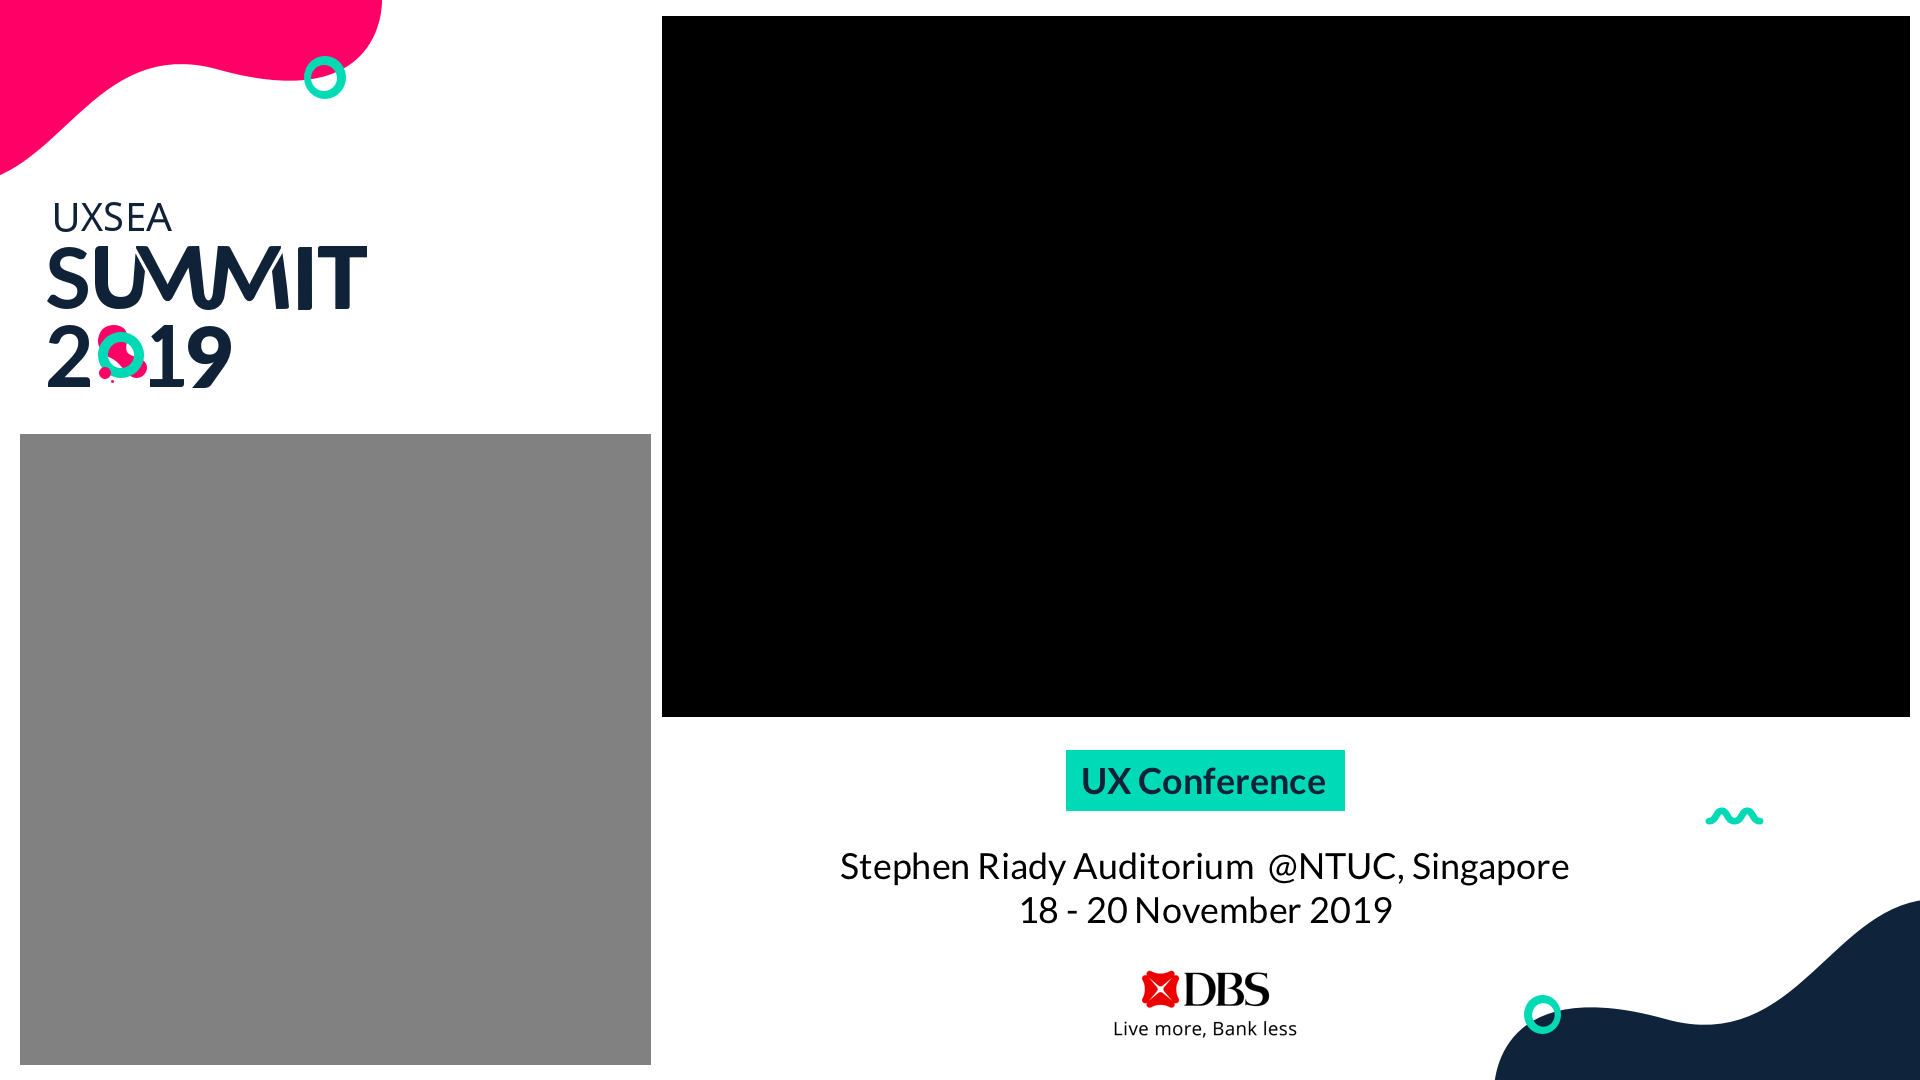 UXSEA
SUMMIT
2019
UX Conference
Stephen Riady Auditorium @NTUC, Singapore
18 - 20 November 2019
DBS
Live more, Bank less